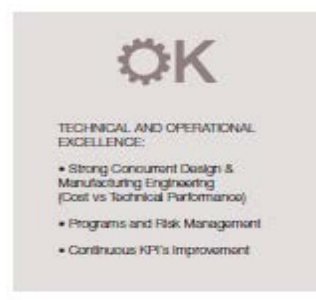 OK
TECHNICAL AND OPERATIONAL
EXCELLENCE:
• Strong Concurrent Design &
Manufacturing Engineering
(Cost vs Technical Performance)
• Programs and Risk Management
• Continuous KPI's Improvement